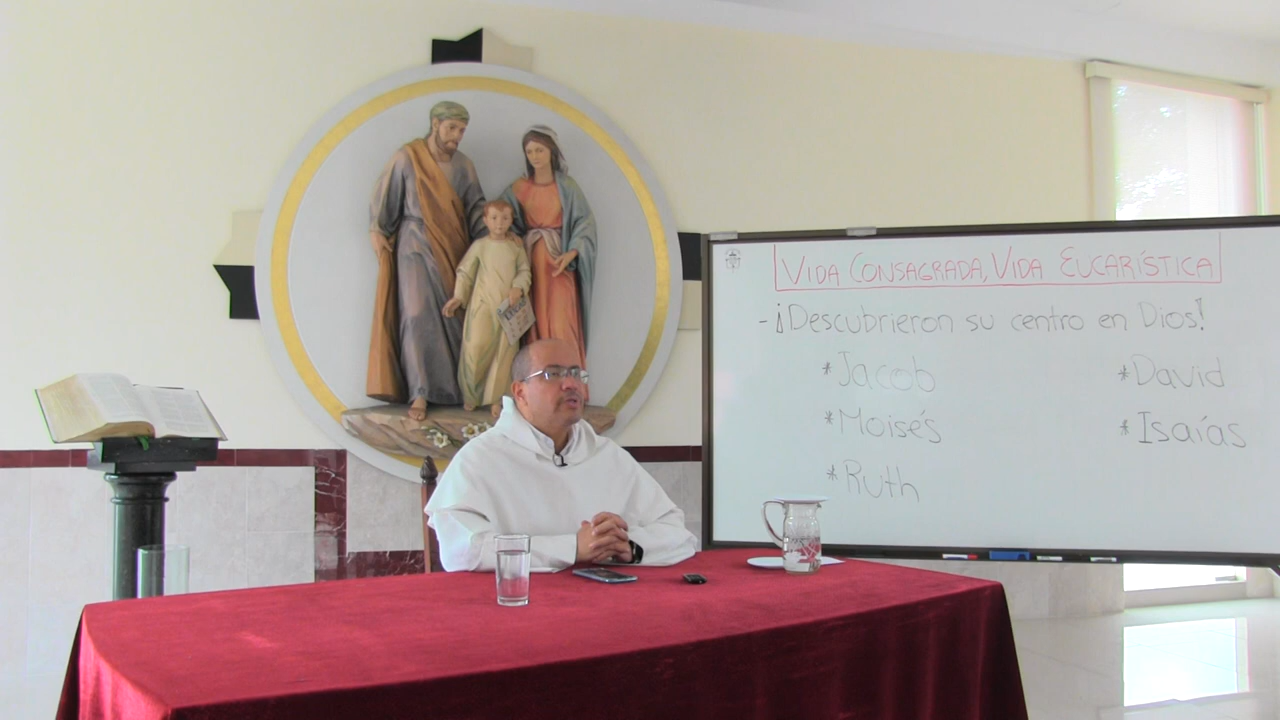 VIDA CONSAGRADA, VIDA EUCARÍSTICA
- ¡Descubrieron su centro en Dios!
* Jacob
* David
* Moisés
* Isaías
* Ruth